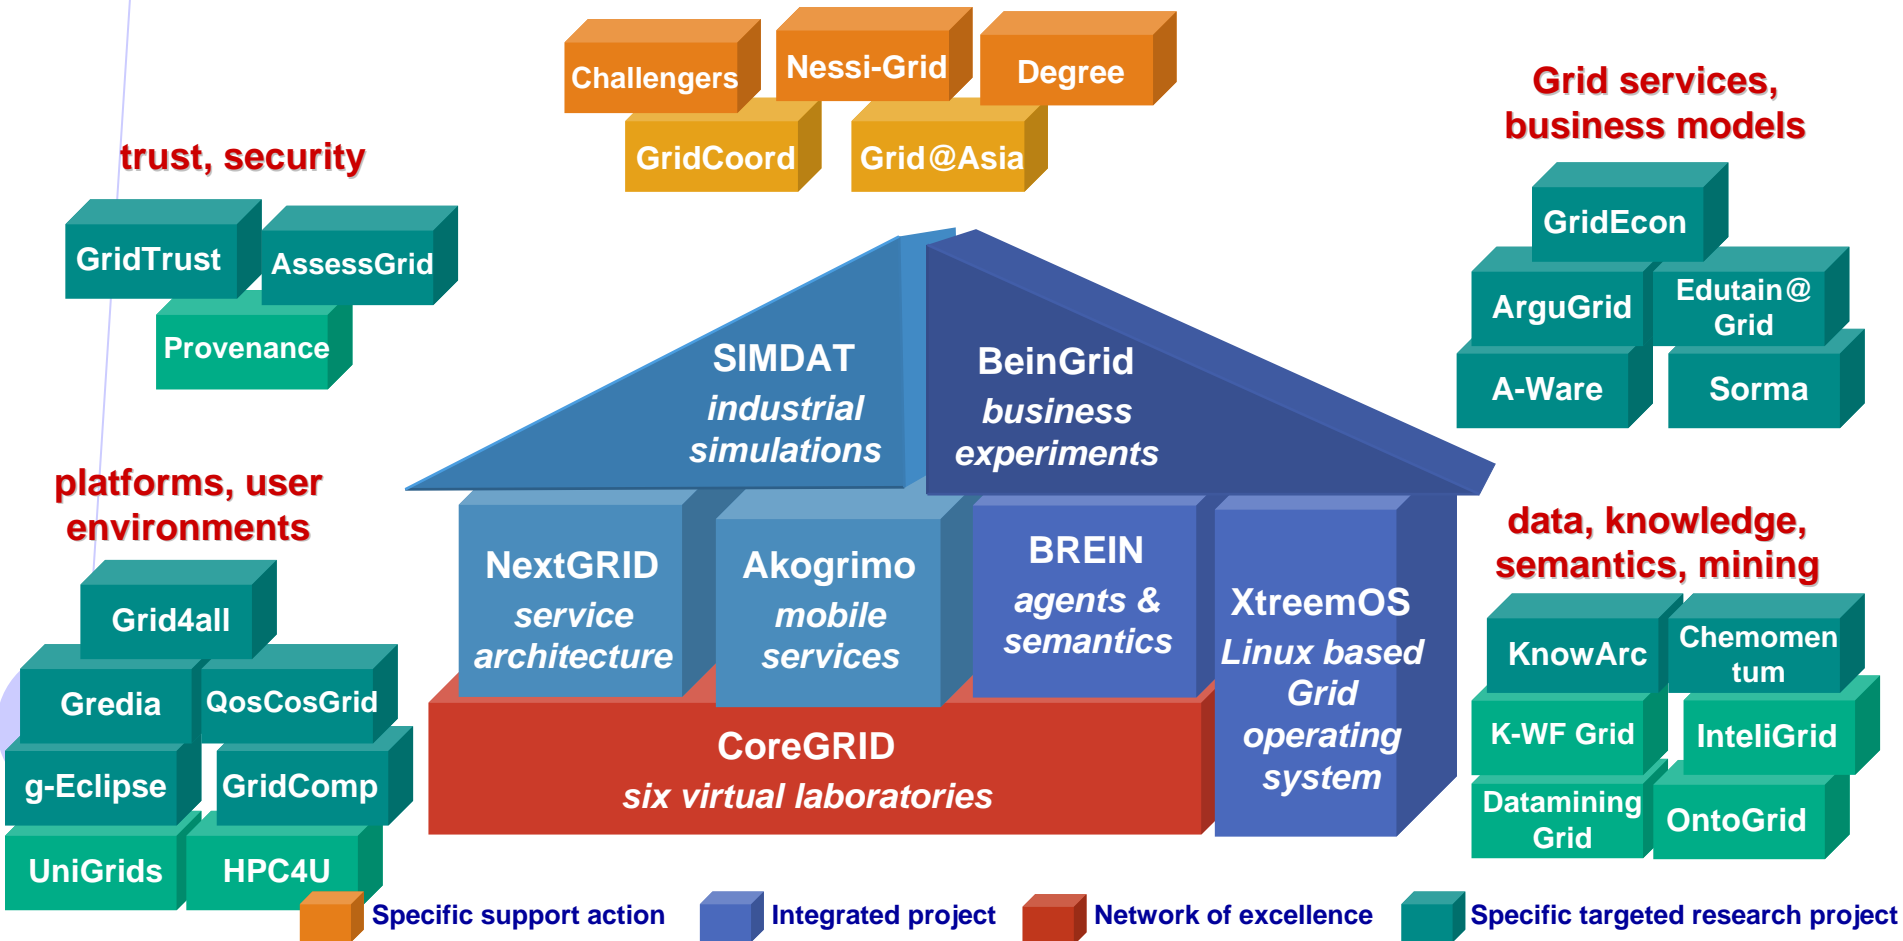 Challengers
Nessi-Grid
Degree
GridCoord
Grid@Asia
trust, security
GridTrust
AssessGrid
Provenance
Grid services,
business models
GridEcon
ArguGrid
Edutain@
Grid
A-Ware
Sorma
SIMDAT
industrial
simulations
BeinGrid
business
experiments
platforms, user
environments
Grid4all
Gredia
QosCosGrid
g-Eclipse
GridComp
UniGrids
HPC4U
NextGRID
service
architecture
Akogrimo
mobile
services
BREIN
agents &
semantics
XtreemOS
Linux based
Grid
operating
system
CoreGRID
six virtual laboratories
data, knowledge,
semantics, mining
KnowArc
Chemomen
tum
K-WF Grid
InteliGrid
Datamining
Grid
OntoGrid
Specific support action
Integrated project
Network of excellence
Specific targeted research project